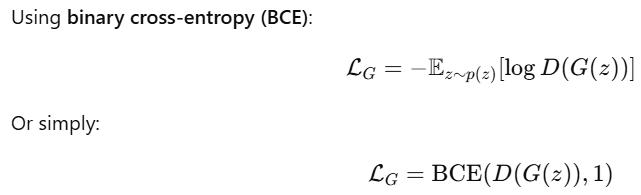 Using binary cross-entropy (BCE):
ℒ_G = −𝔼_{z∼p(z)}[log D(G(z))]
Or simply:
ℒ_G = BCE(D(G(z)), 1)